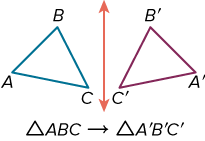 B B′
A C C′ A′
△ABC → △A′B′C′